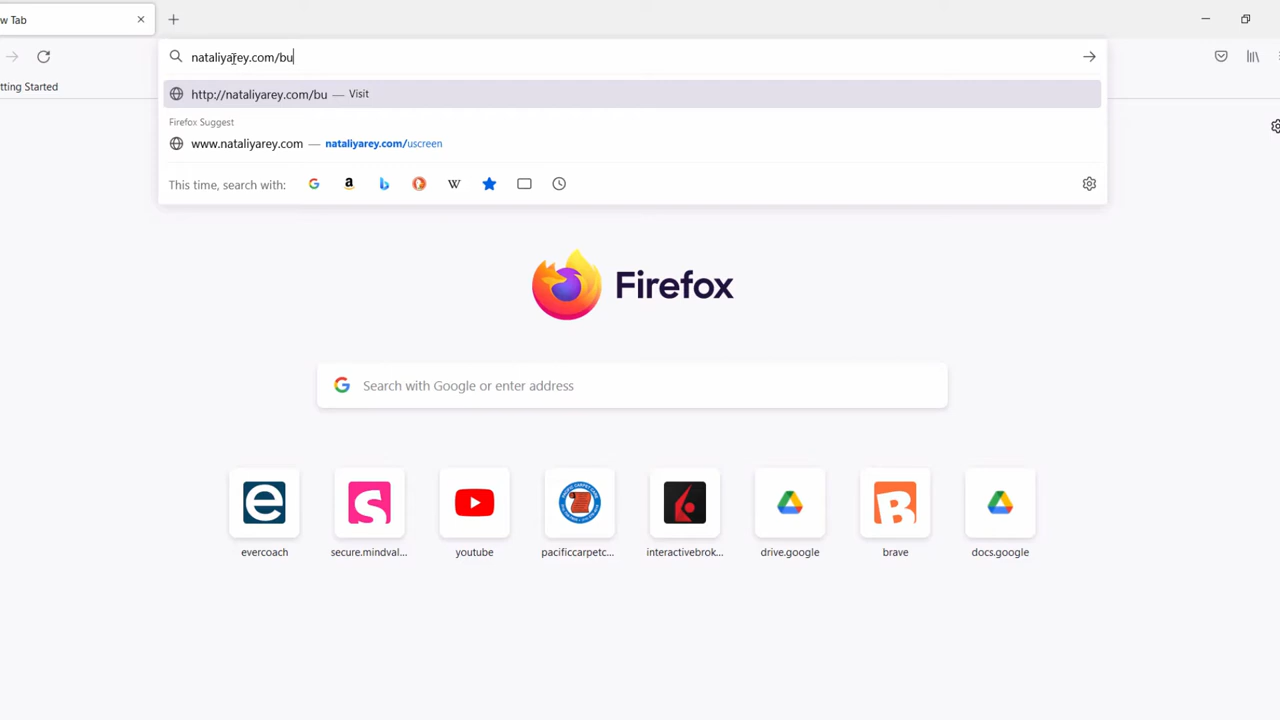 w Tab
nataliyarey.com/bu
tting Started
http://nataliyarey.com/bu — Visit
Firefox Suggest
www.nataliyarey.com — nataliyarey.com/uscreen
This time, search with:
Firefox
Search with Google or enter address
evercoach
secure.mindval...
youtube
pacificcarpetc...
interactivebrok...
drive.google
brave
docs.google